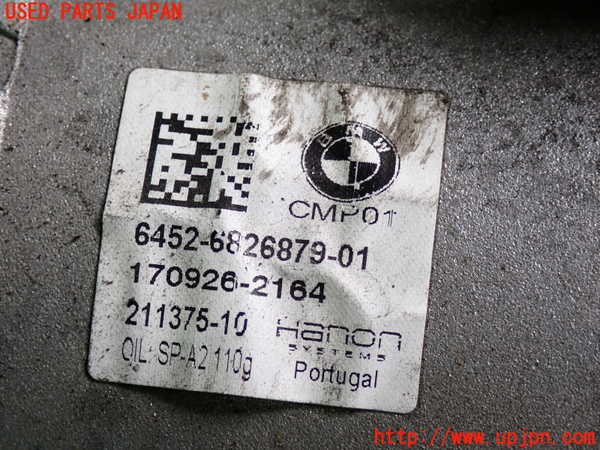 USED PARTS JAPAN
BMW
CMP01
6452-6826879-01
170926-2164
211375-10 Hanon
SYSTEMS
OIL: SP-A2 110g Portugal
http://www.upjpn.com/